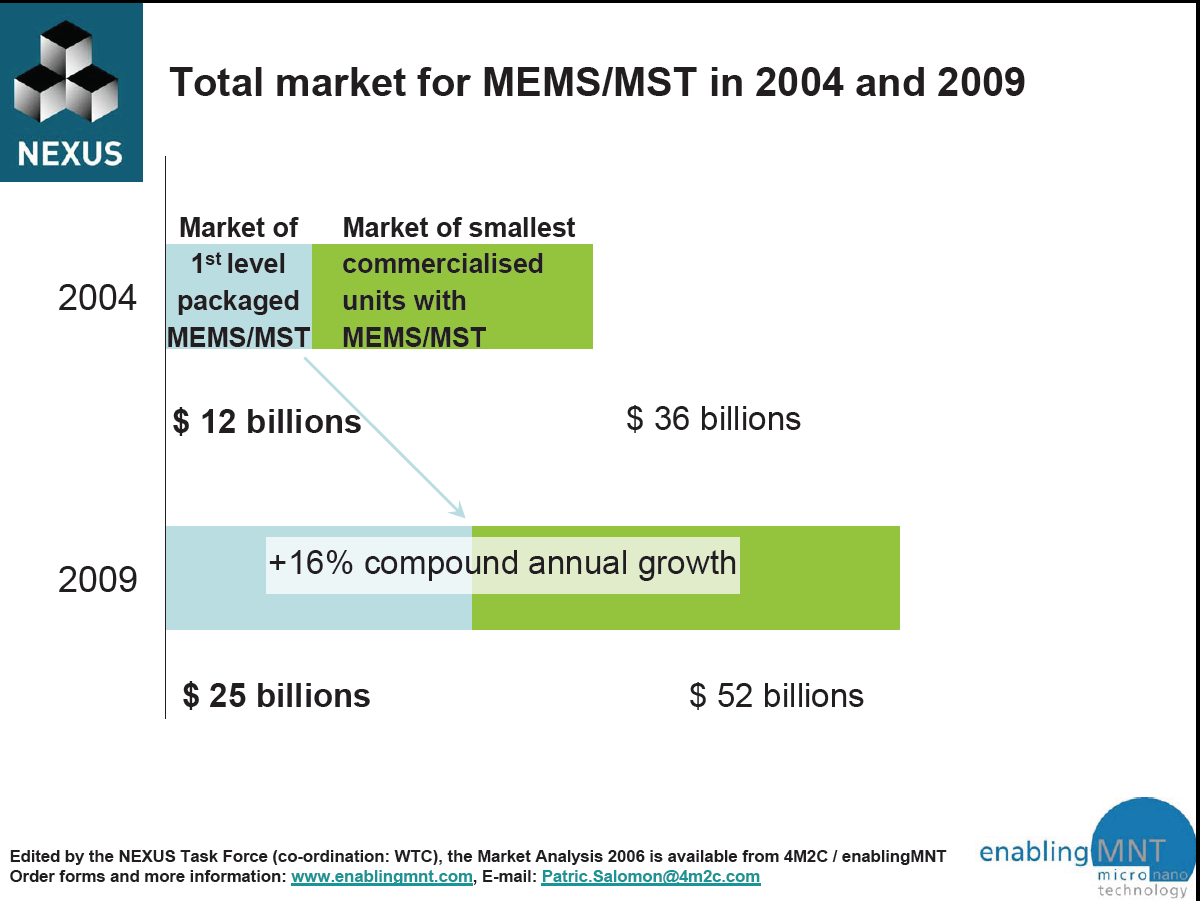 NEXUS
Total market for MEMS/MST in 2004 and 2009
Market of
1st level
packaged
MEMS/MST
Market of smallest
commercialised
units with
MEMS/MST
2004
$ 12 billions
$ 36 billions
2009
+16% compound annual growth
$ 25 billions
$ 52 billions
Edited by the NEXUS Task Force (co-ordination: WTC), the Market Analysis 2006 is available from 4M2C / enablingMNT
Order forms and more information: www.enablingmnt.com, E-mail: Patric.Salomon@4m2c.com
enabling MNT
micro nano
technology